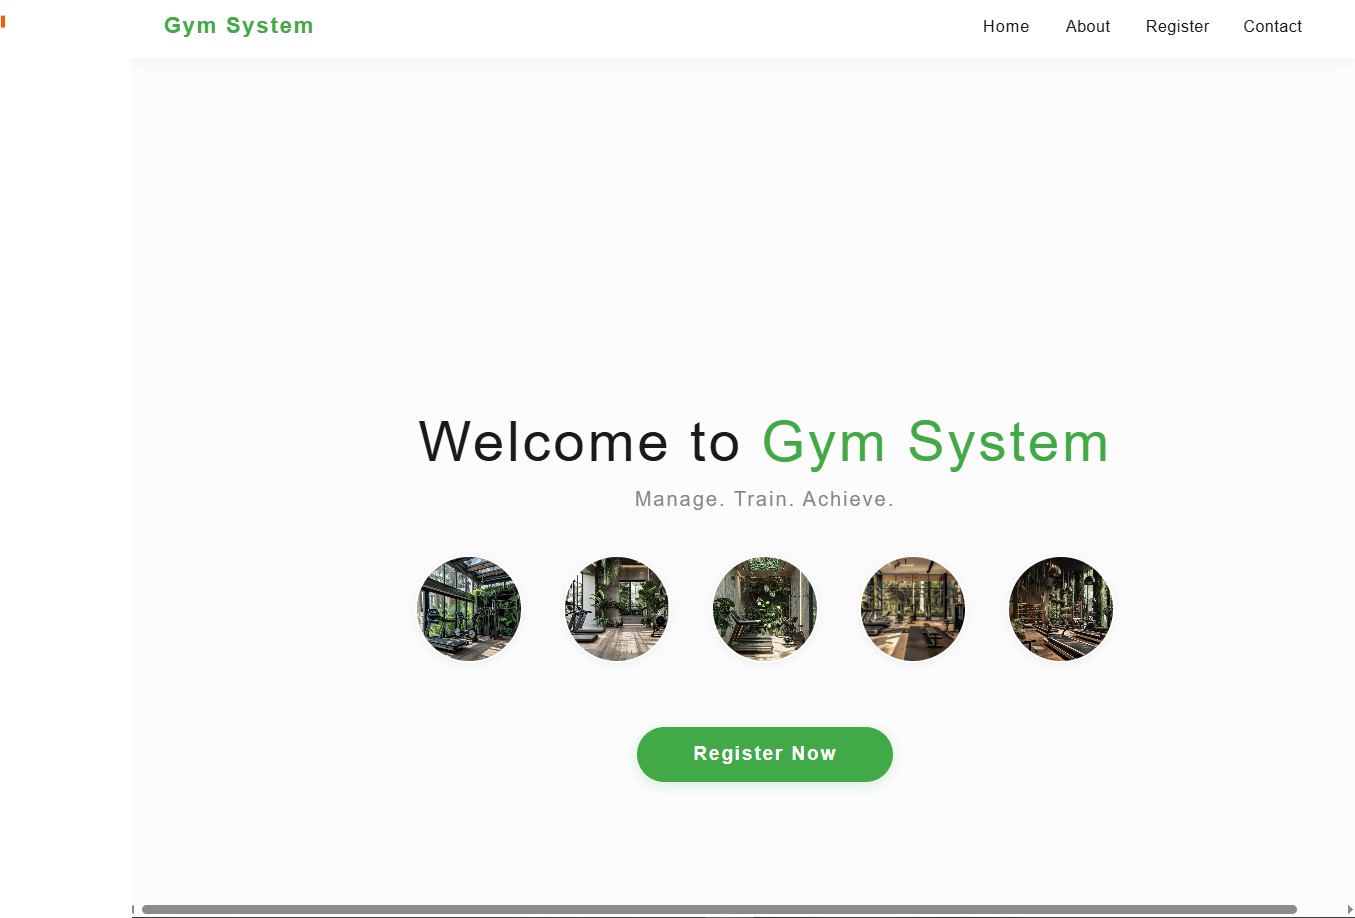 Gym System
Home About Register Contact
Welcome to Gym System
Manage. Train. Achieve.
Register Now